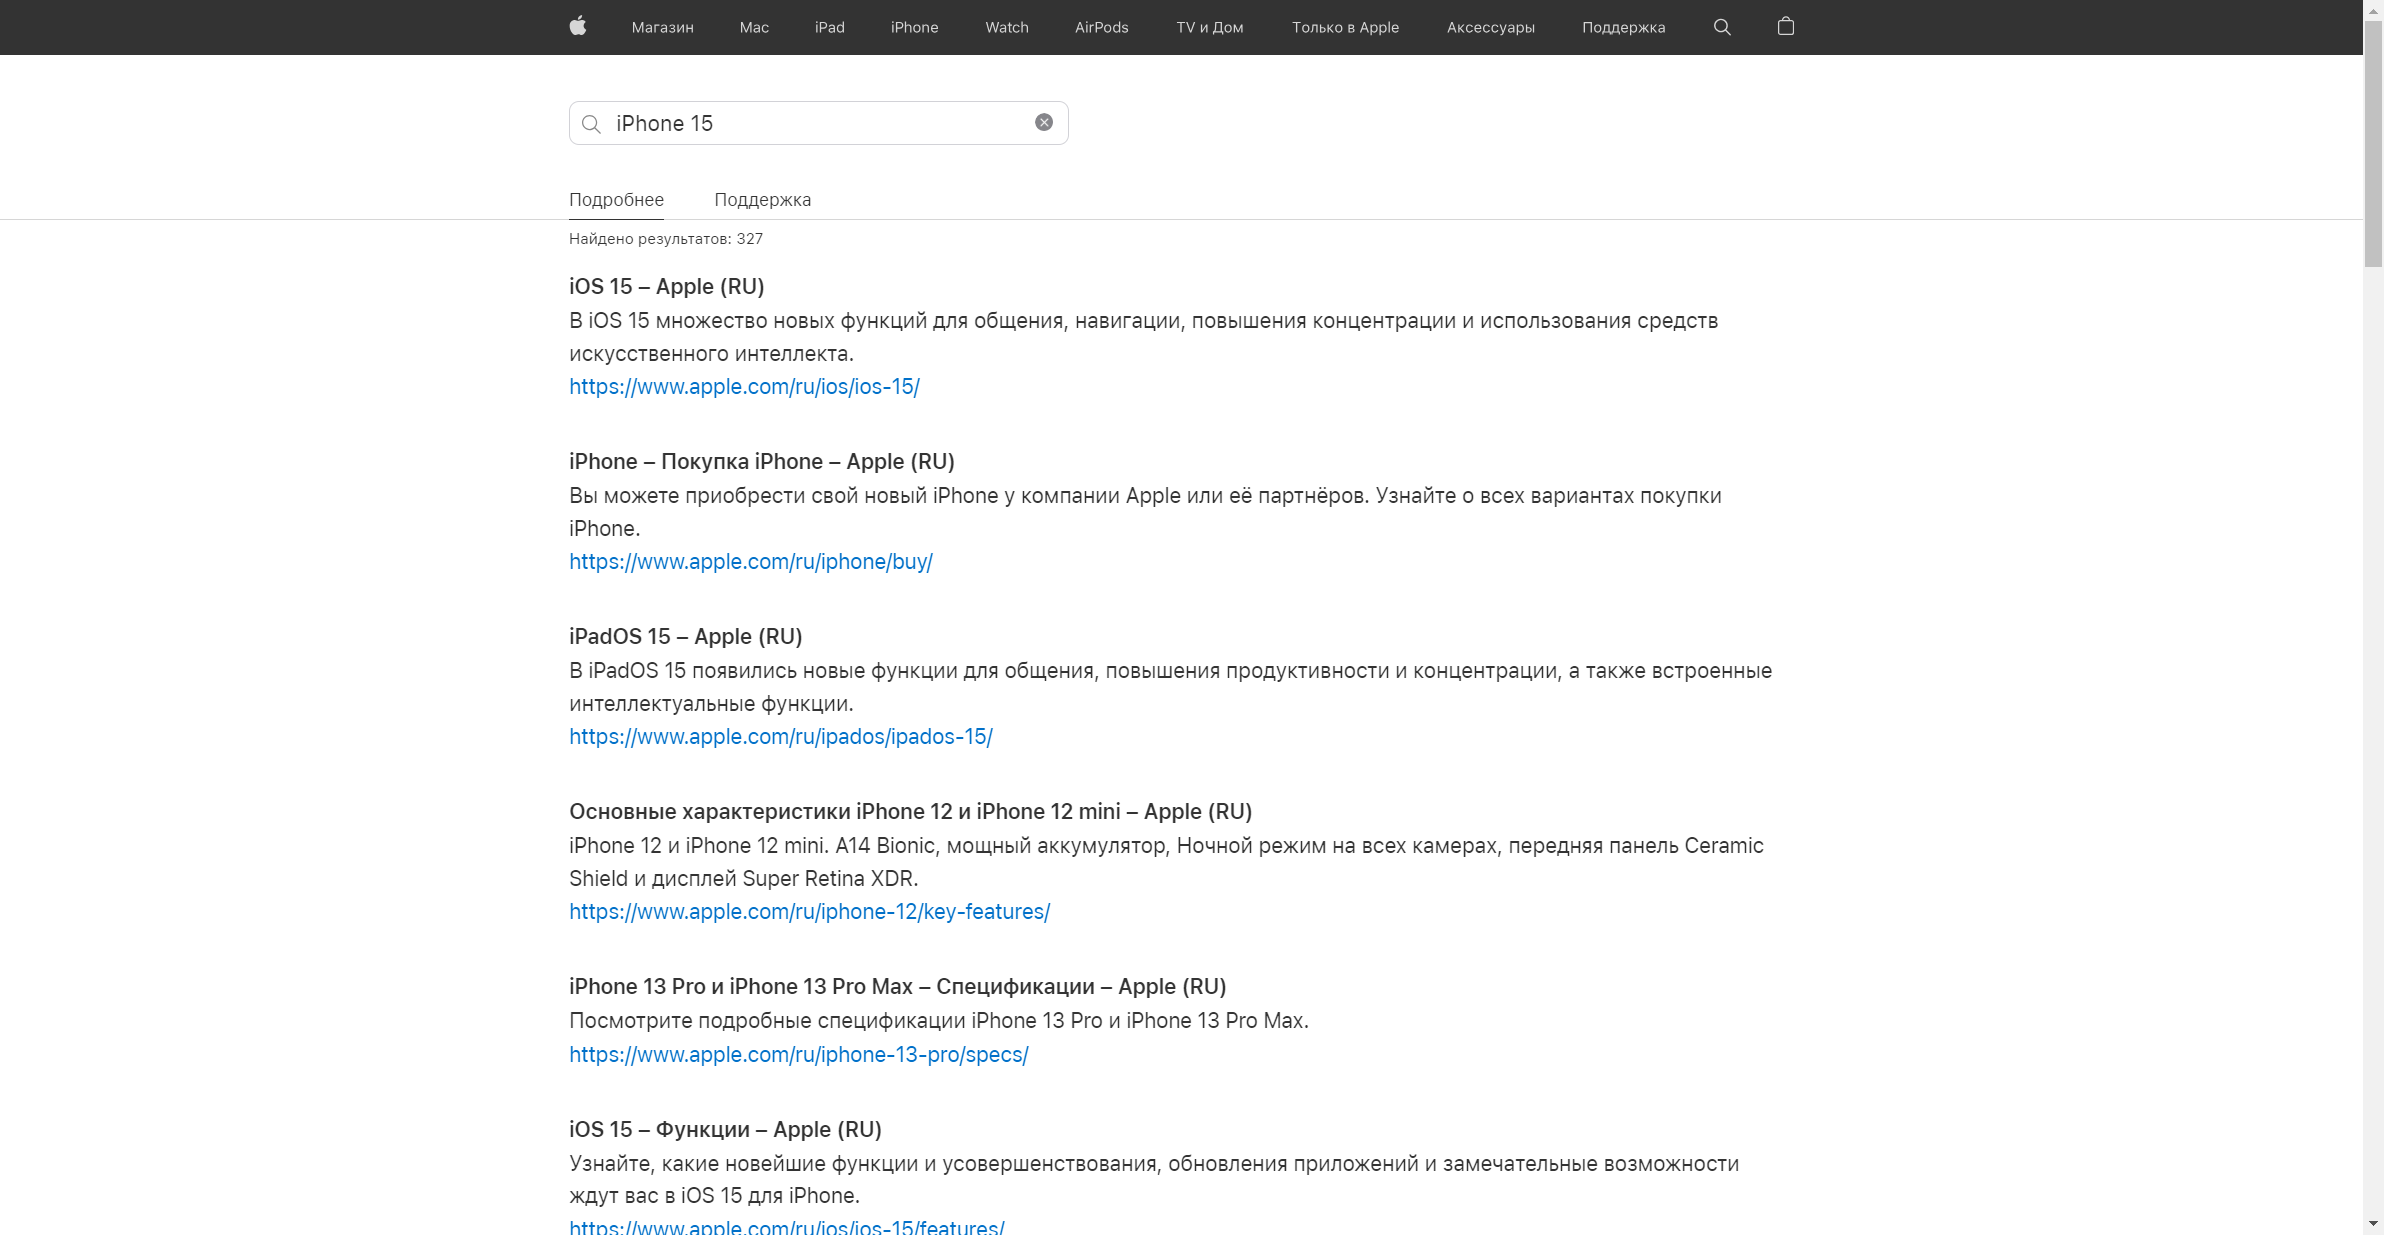 Магазин Mac iPad iPhone Watch AirPods TV и Дом Только в Apple Аксессуары Поддержка
iPhone 15
Подробнее Поддержка
Найдено результатов: 327
iOS 15 – Apple (RU)
В iOS 15 множество новых функций для общения, навигации, повышения концентрации и использования средств
искусственного интеллекта.
https://www.apple.com/ru/ios/ios-15/
iPhone – Покупка iPhone – Apple (RU)
Вы можете приобрести свой новый iPhone у компании Apple или её партнёров. Узнайте о всех вариантах покупки
iPhone.
https://www.apple.com/ru/iphone/buy/
iPadOS 15 – Apple (RU)
В iPadOS 15 появились новые функции для общения, повышения продуктивности и концентрации, а также встроенные
интеллектуальные функции.
https://www.apple.com/ru/ipados/ipados-15/
Основные характеристики iPhone 12 и iPhone 12 mini – Apple (RU)
iPhone 12 и iPhone 12 mini. A14 Bionic, мощный аккумулятор, Ночной режим на всех камерах, передняя панель Ceramic
Shield и дисплей Super Retina XDR.
https://www.apple.com/ru/iphone-12/key-features/
iPhone 13 Pro и iPhone 13 Pro Max – Спецификации – Apple (RU)
Посмотрите подробные спецификации iPhone 13 Pro и iPhone 13 Pro Max.
https://www.apple.com/ru/iphone-13-pro/specs/
iOS 15 – Функции – Apple (RU)
Узнайте, какие новейшие функции и усовершенствования, обновления приложений и замечательные возможности
ждут вас в iOS 15 для iPhone.
https://www.apple.com/ru/ios/ios-15/features/